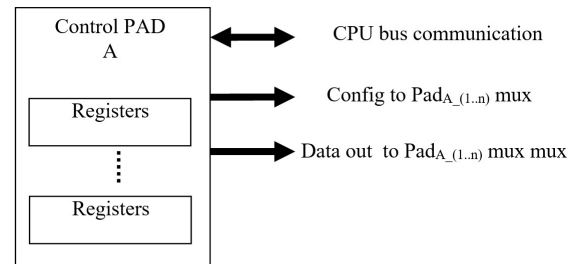 Control PAD
A
CPU bus communication
Config to PadA_(1..n) mux
Registers
Data out to PadA_(1..n) mux mux
Registers